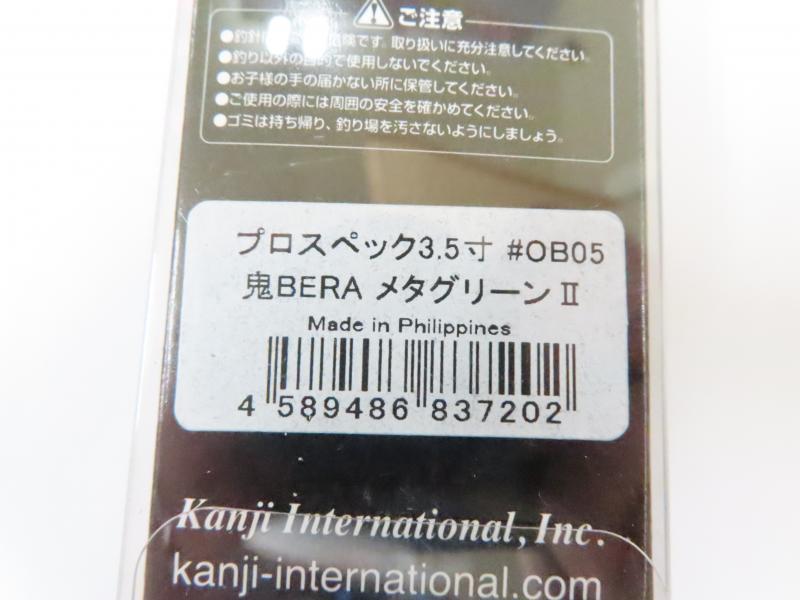 ご注意
●釣針 険です。取り扱いに充分注意してください。
●釣り以外の目的で使用しないでください。
●お子様の手の届かない所に保管してください。
●ご使用の際には周囲の安全を確かめてください。
●ゴミは持ち帰り、釣り場を汚さないようにしましょう。
プロスペック3.5寸 #OB05
鬼BERA メタグリーンⅡ
Made in Philippines
4 589486 837202
Kanji International, Inc.
kanji-international.com